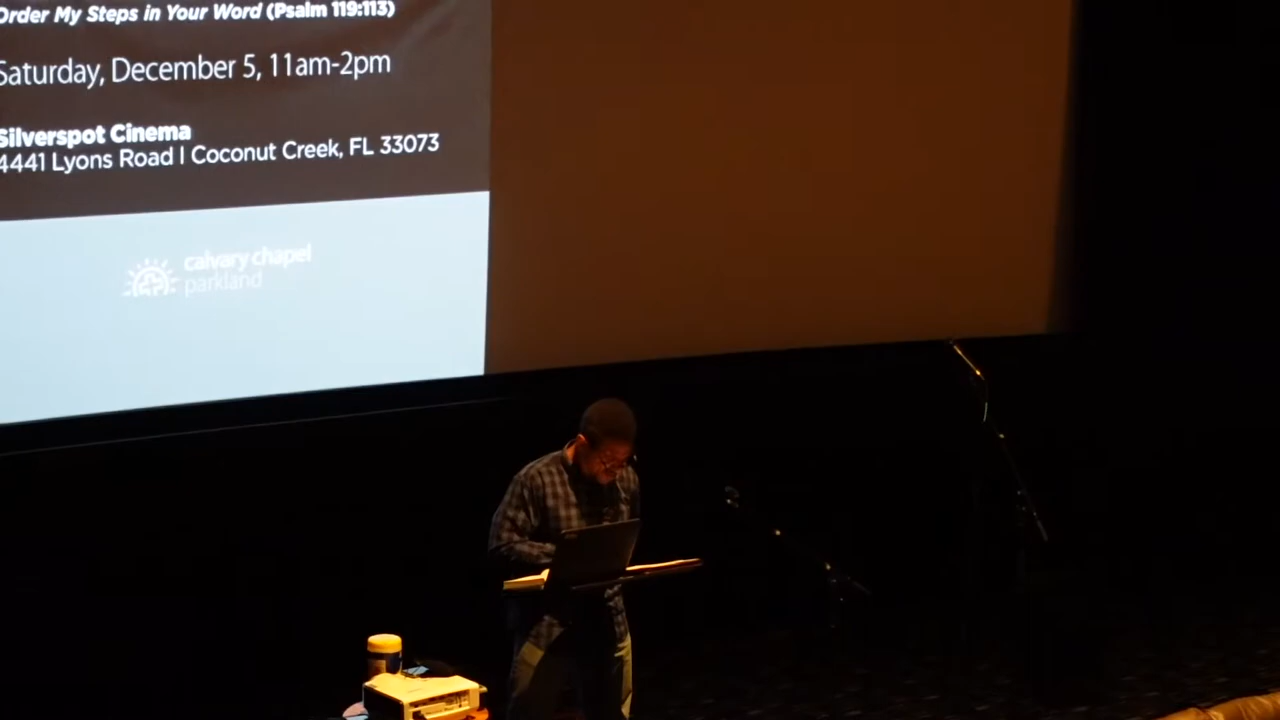 Order My Steps in Your Word (Psalm 119:113)
Saturday, December 5, 11am-2pm
Silverspot Cinema
4441 Lyons Road | Coconut Creek, FL 33073
calvary chapel
parkland